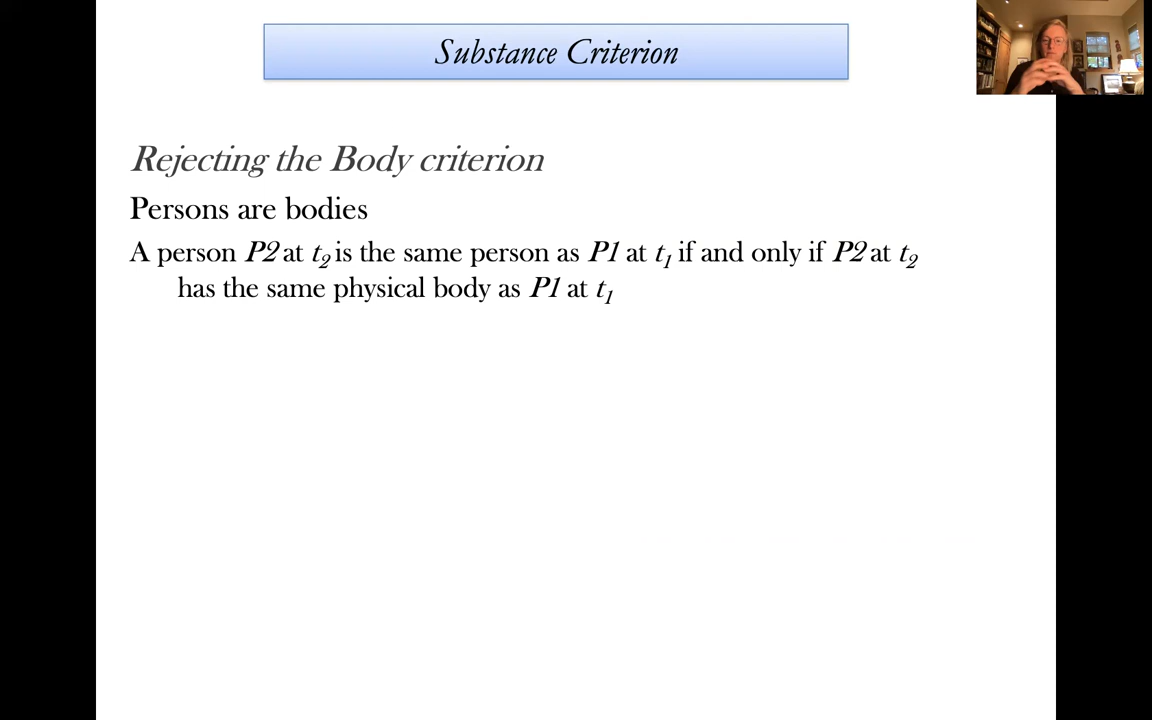 Substance Criterion
Rejecting the Body criterion
Persons are bodies
A person P2 at t2 is the same person as P1 at t1 if and only if P2 at t2
has the same physical body as P1 at t1